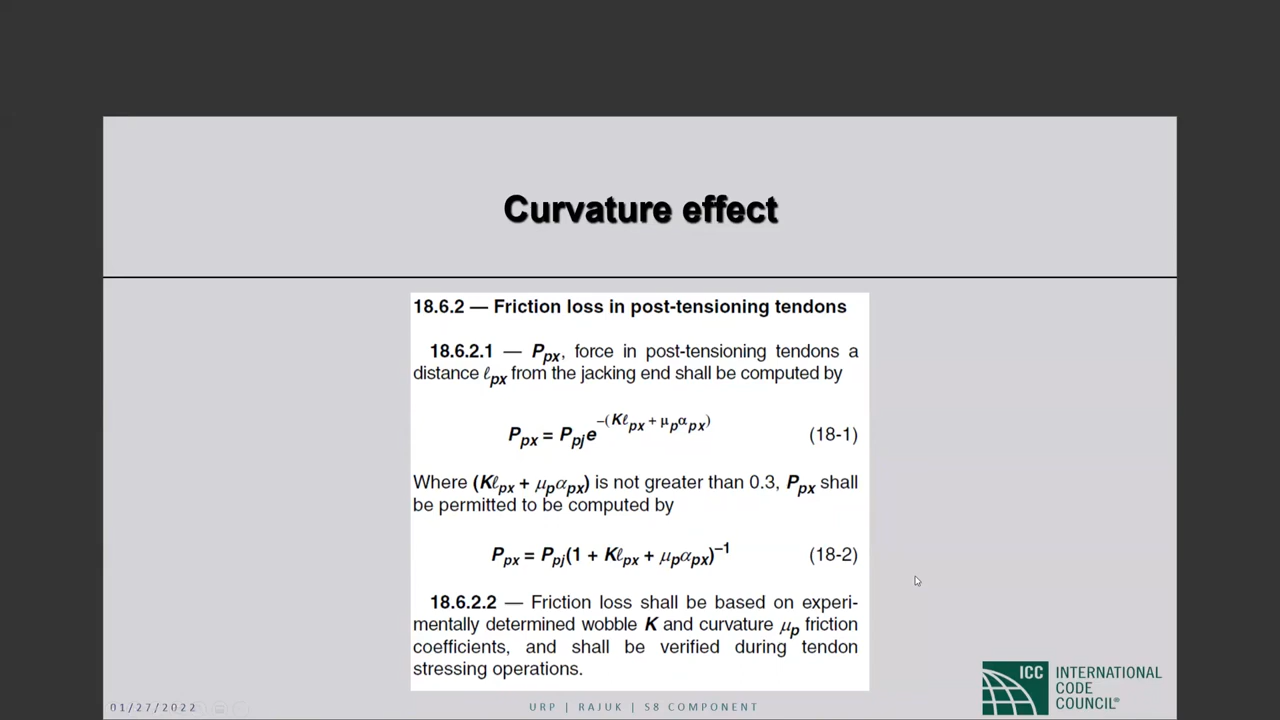 Curvature effect
18.6.2 — Friction loss in post-tensioning tendons
18.6.2.1 — Ppx, force in post-tensioning tendons a
distance ℓpx from the jacking end shall be computed by
Ppx = Ppje^−(Kℓpx + μpαpx) (18-1)
Where (Kℓpx + μpαpx) is not greater than 0.3, Ppx shall
be permitted to be computed by
Ppx = Ppj(1 + Kℓpx + μpαpx)^−1 (18-2)
18.6.2.2 — Friction loss shall be based on experi-
mentally determined wobble K and curvature μp friction
coefficients, and shall be verified during tendon
stressing operations.
ICC INTERNATIONAL
CODE
COUNCIL®
01/27/2022
URP | RAJUK | S8 COMPONENT